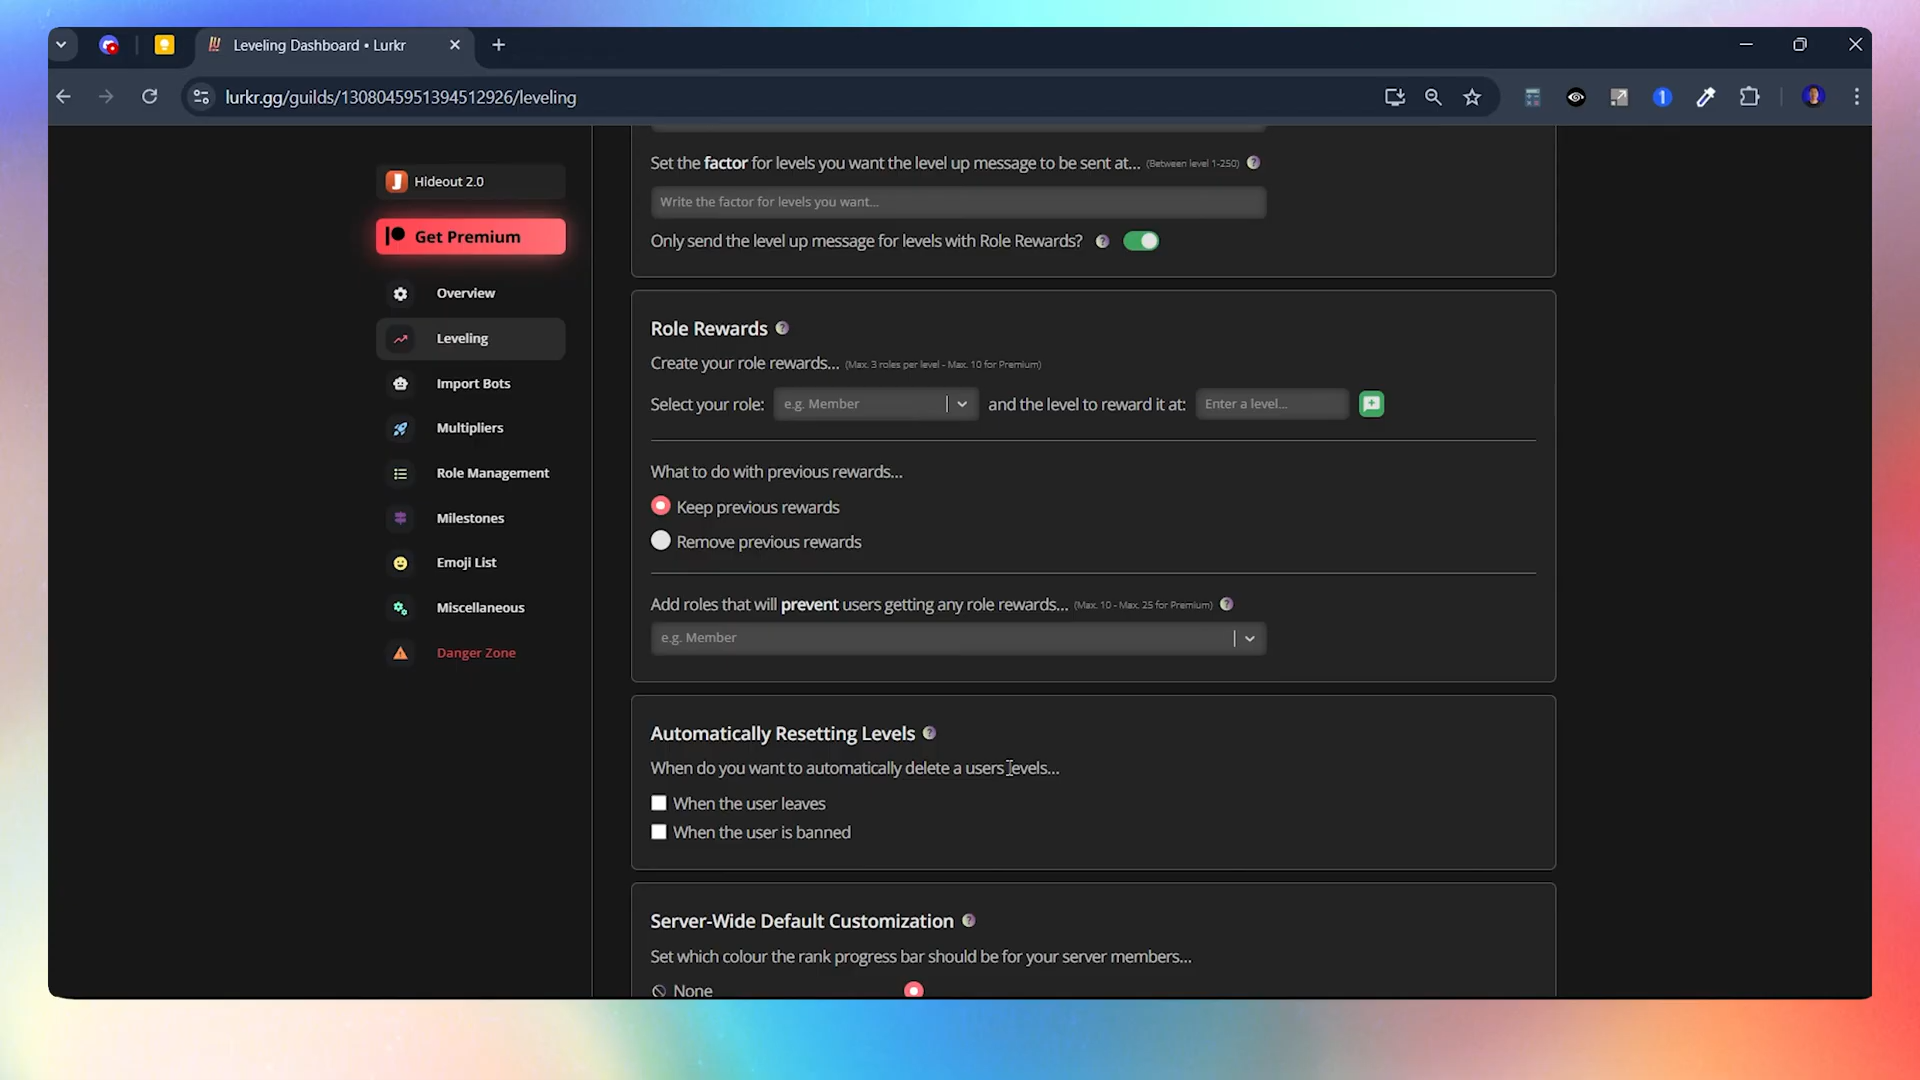 Leveling Dashboard • Lurkr
lurkr.gg/guilds/1308045951394512926/leveling
Hideout 2.0
Get Premium
Overview
Leveling
Import Bots
Multipliers
Role Management
Milestones
Emoji List
Miscellaneous
Danger Zone
Set the factor for levels you want the level up message to be sent at... (Between level 1-250) ?
Write the factor for levels you want...
Only send the level up message for levels with Role Rewards? ?
Role Rewards ?
Create your role rewards... (Max. 3 roles per level - Max. 10 for Premium)
Select your role: e.g. Member and the level to reward it at: Enter a level...
What to do with previous rewards...
Keep previous rewards
Remove previous rewards
Add roles that will prevent users getting any role rewards... (Max. 10 - Max. 25 for Premium) ?
e.g. Member
Automatically Resetting Levels ?
When do you want to automatically delete a users levels...
When the user leaves
When the user is banned
Server-Wide Default Customization ?
Set which colour the rank progress bar should be for your server members...
None